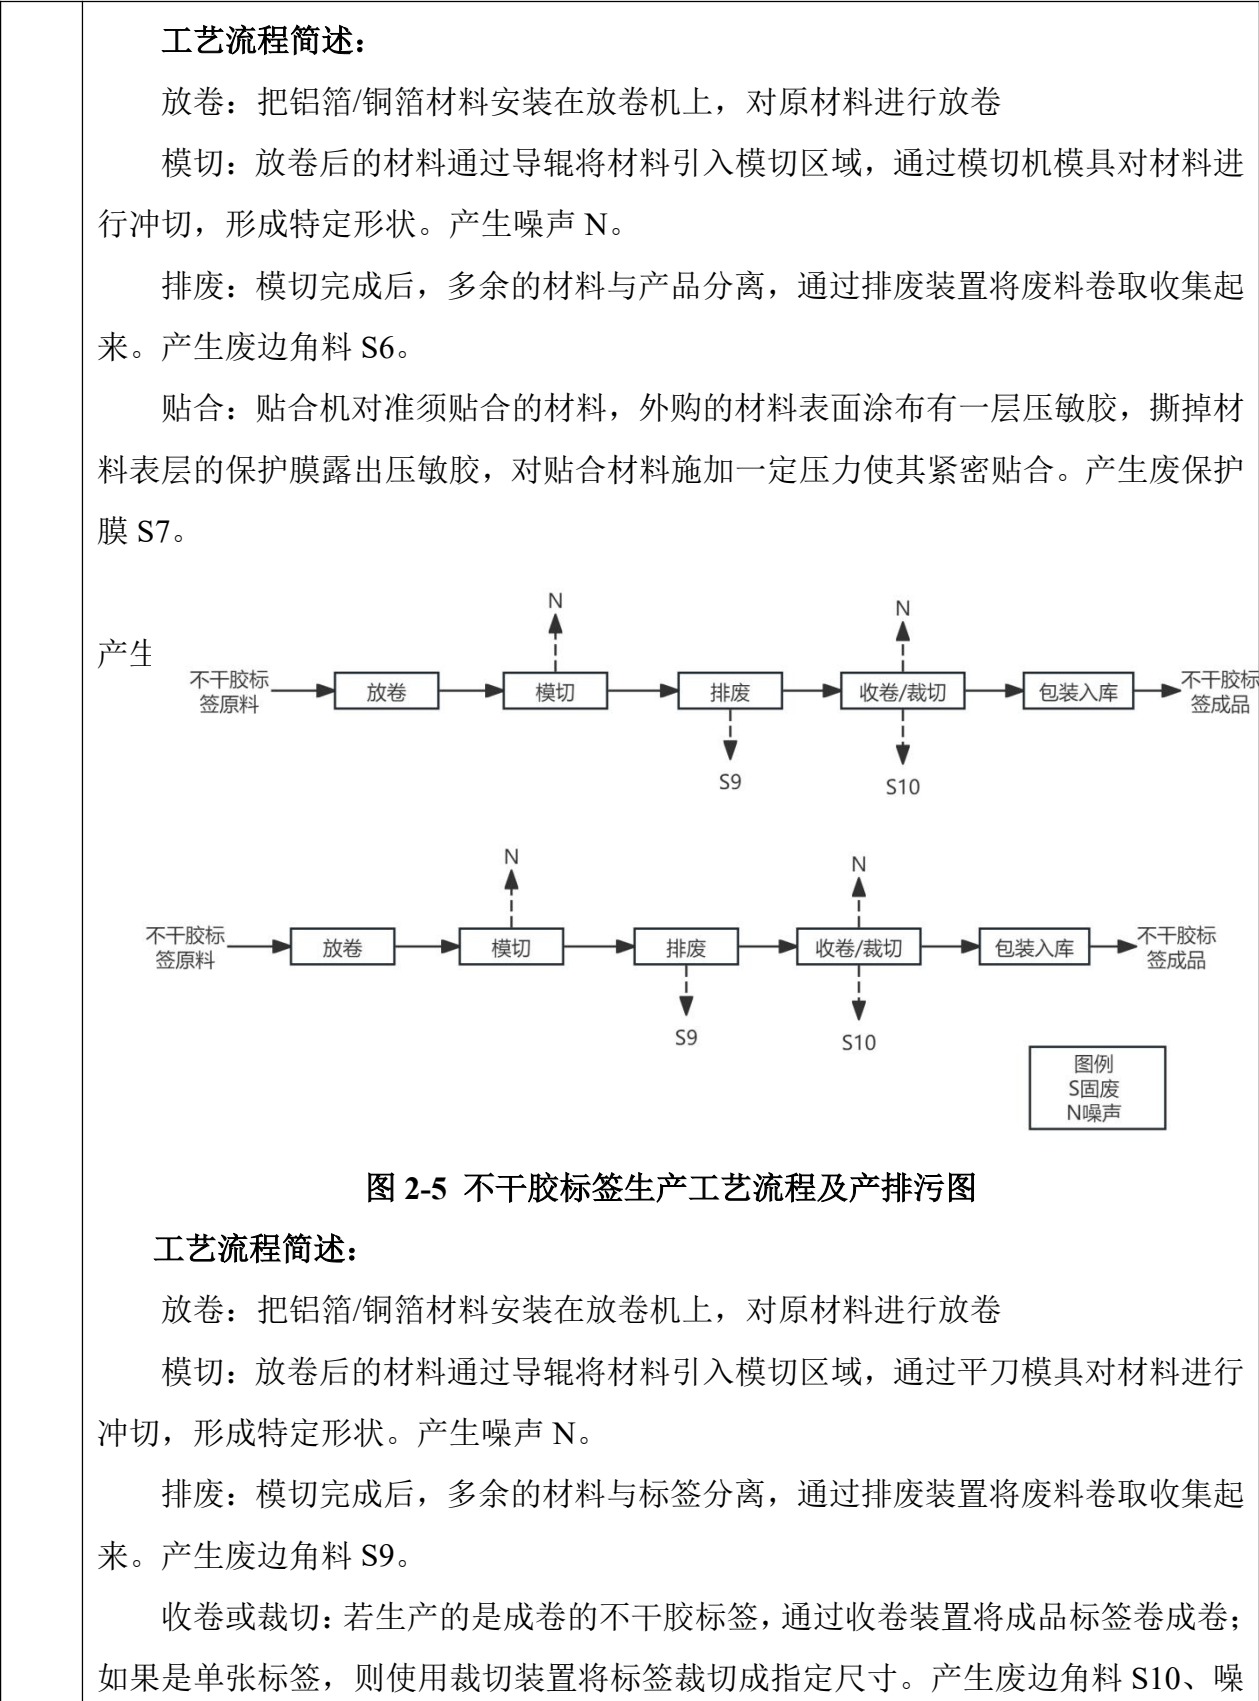 工艺流程简述：
放卷：把铝箔/铜箔材料安装在放卷机上，对原材料进行放卷
模切：放卷后的材料通过导辊将材料引入模切区域，通过模切机模具对材料进
行冲切，形成特定形状。产生噪声 N。
排废：模切完成后，多余的材料与产品分离，通过排废装置将废料卷取收集起
来。产生废边角料 S6。
贴合：贴合机对准须贴合的材料，外购的材料表面涂布有一层压敏胶，撕掉材
料表层的保护膜露出压敏胶，对贴合材料施加一定压力使其紧密贴合。产生废保护
膜 S7。
产生
N
N
不干胶标
签原料
放卷
模切
排废
收卷/裁切
包装入库
不干胶标
签成品
S9
S10
N
N
不干胶标
签原料
放卷
模切
排废
收卷/裁切
包装入库
不干胶标
签成品
S9
S10
图例
S固废
N噪声
图 2-5 不干胶标签生产工艺流程及产排污图
工艺流程简述：
放卷：把铝箔/铜箔材料安装在放卷机上，对原材料进行放卷
模切：放卷后的材料通过导辊将材料引入模切区域，通过平刀模具对材料进行
冲切，形成特定形状。产生噪声 N。
排废：模切完成后，多余的材料与标签分离，通过排废装置将废料卷取收集起
来。产生废边角料 S9。
收卷或裁切：若生产的是成卷的不干胶标签，通过收卷装置将成品标签卷成卷；
如果是单张标签，则使用裁切装置将标签裁切成指定尺寸。产生废边角料 S10、噪